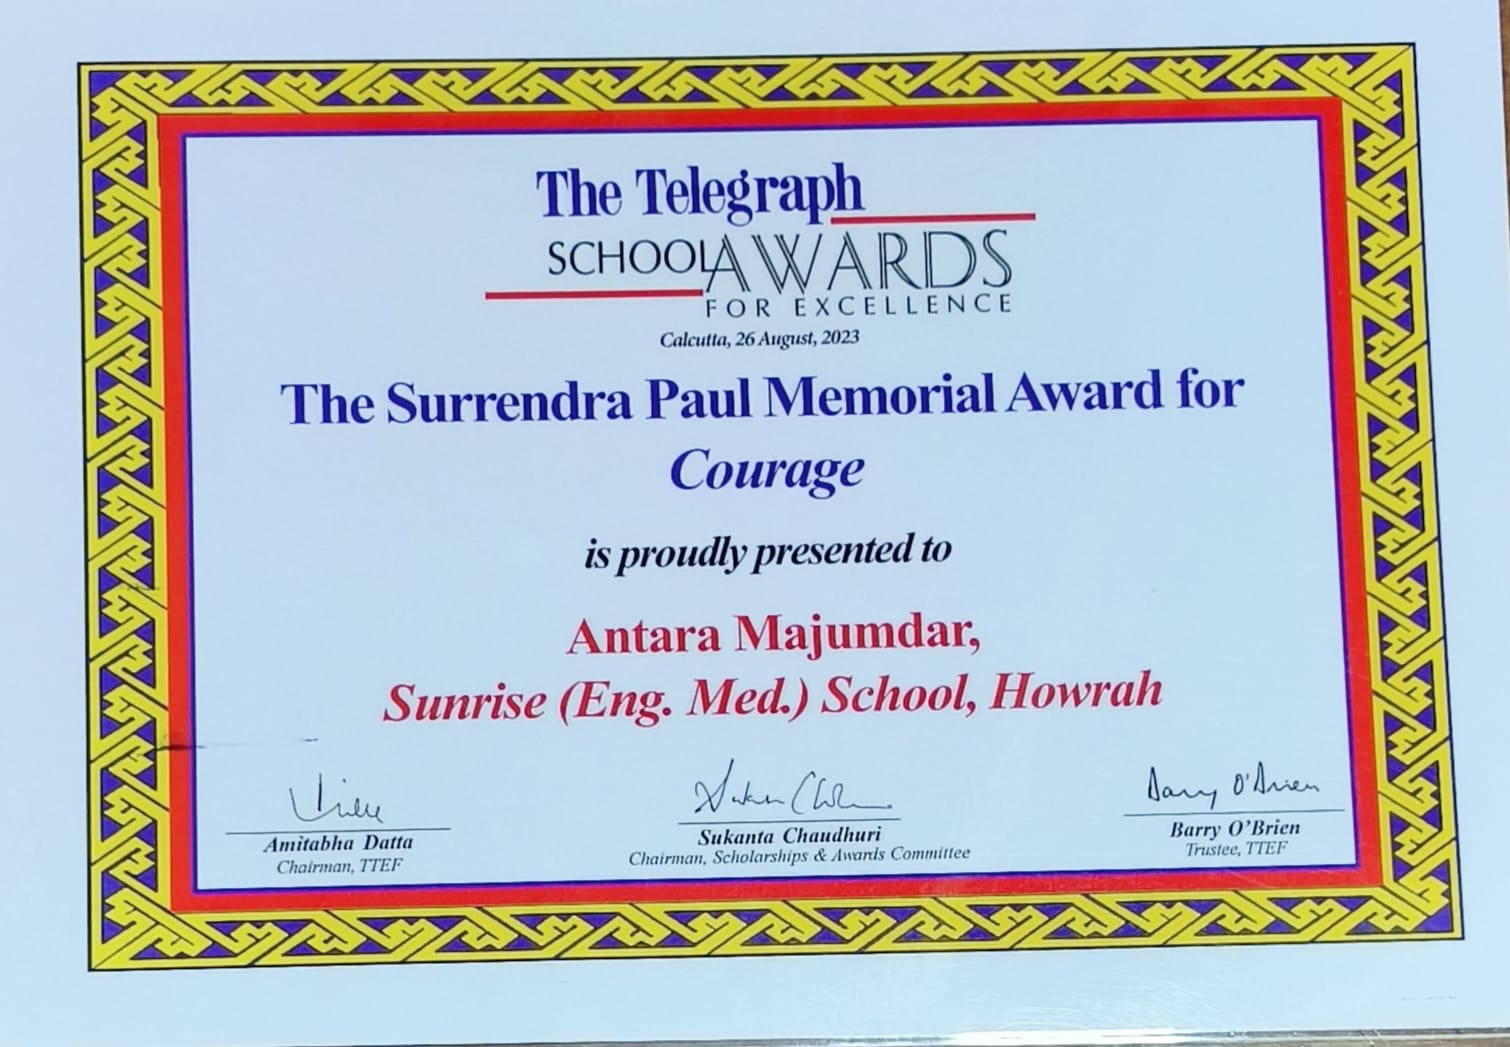 The Telegraph
SCHOOL AWARDS
FOR EXCELLENCE
Calcutta, 26 August, 2023
The Surrendra Paul Memorial Award for
Courage
is proudly presented to
Antara Majumdar,
Sunrise (Eng. Med.) School, Howrah
Barry O'Brien
Amitabha Datta
Chairman, TTEF
Sukanta Chaudhuri
Chairman, Scholarships & Awards Committee
Barry O'Brien
Trustee, TTEF